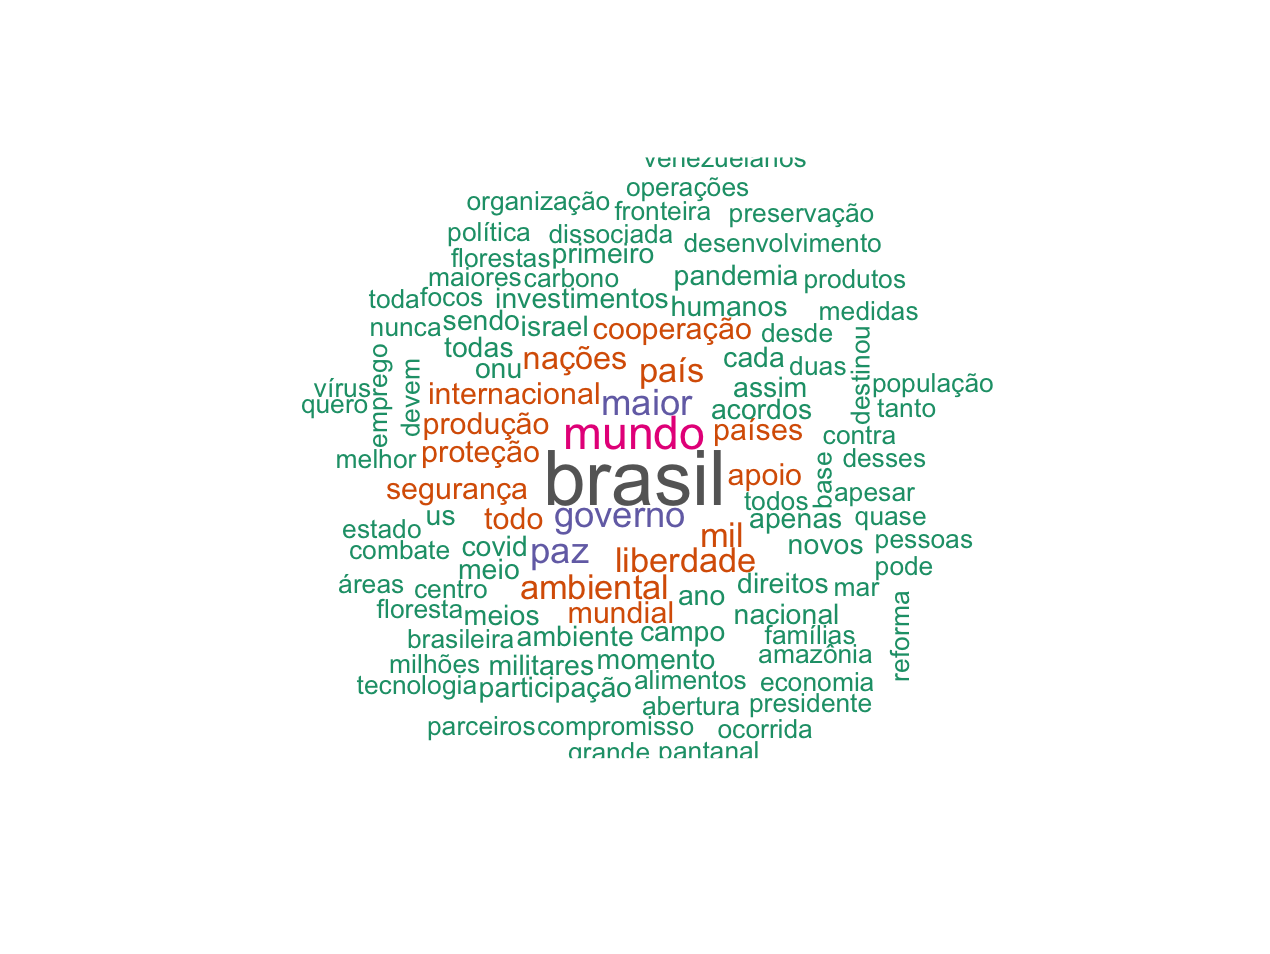 venezuelanos
operações
organização
fronteira
preservação
política
dissociada
desenvolvimento
florestas
primeiro
maiores
carbono
pandemia
produtos
toda
focos
investimentos
humanos
medidas
nunca
sendo
israel
cooperação
desde
todas
nações
cada
destinou
onu
país
duas
emprego
devem
vírus
internacional
maior
assim
população
quero
acordos
tanto
produção
mundo
países
contra
melhor
proteção
brasil
apoio
base
desses
segurança
todos
apesar
us
todo
governo
apenas
quase
estado
combate
covid
paz
mil
novos
pessoas
meio
liberdade
pode
áreas
centro
ambiental
ano
direitos
mar
floresta
meios
mundial
nacional
reforma
brasileira
ambiente
campo
famílias
milhões
militares
momento
amazônia
tecnologia
participação
alimentos
economia
abertura
presidente
parceiros
compromisso
ocorrida
grande
pantanal